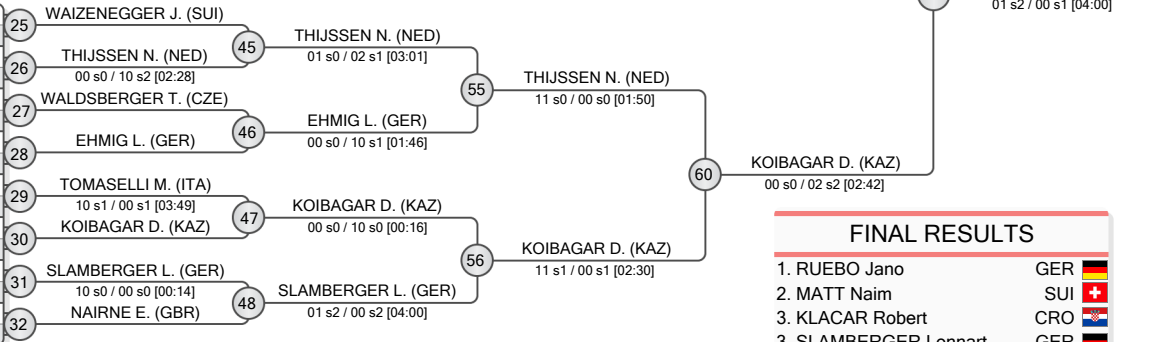 01 s2 / 00 s1 [04:00]
25
WAIZENEGGER J. (SUI)
45
THIJSSEN N. (NED)
01 s0 / 02 s1 [03:01]
26
THIJSSEN N. (NED)
00 s0 / 10 s2 [02:28]
55
THIJSSEN N. (NED)
11 s0 / 00 s0 [01:50]
27
WALDSBERGER T. (CZE)
46
EHMIG L. (GER)
00 s0 / 10 s1 [01:46]
28
EHMIG L. (GER)
60
KOIBAGAR D. (KAZ)
00 s0 / 02 s2 [02:42]
29
TOMASELLI M. (ITA)
10 s1 / 00 s1 [03:49]
47
KOIBAGAR D. (KAZ)
00 s0 / 10 s0 [00:16]
30
KOIBAGAR D. (KAZ)
56
KOIBAGAR D. (KAZ)
11 s1 / 00 s1 [02:30]
31
SLAMBERGER L. (GER)
10 s0 / 00 s0 [00:14]
48
SLAMBERGER L. (GER)
01 s2 / 00 s2 [04:00]
32
NAIRNE E. (GBR)
FINAL RESULTS
1. RUEBO Jano GER
2. MATT Naim SUI
3. KLACAR Robert CRO
3. SLAMBERGER Lennart GER